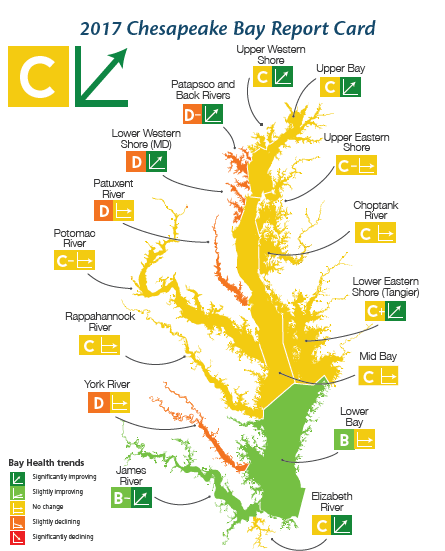 2017 Chesapeake Bay Report Card
C
Upper Western
Shore
C
Upper Bay
C
Patapsco and
Back Rivers
D-
Lower Western
Shore (MD)
D
Upper Eastern
Shore
C-
Patuxent
River
D
Choptank
River
C
Potomac
River
C-
Lower Eastern
Shore (Tangier)
C+
Rappahannock
River
C
Mid Bay
C
York River
D
Lower
Bay
B
James
River
B-
Elizabeth
River
C
Bay Health trends
Significantly improving
Slightly improving
No change
Slightly declining
Significantly declining